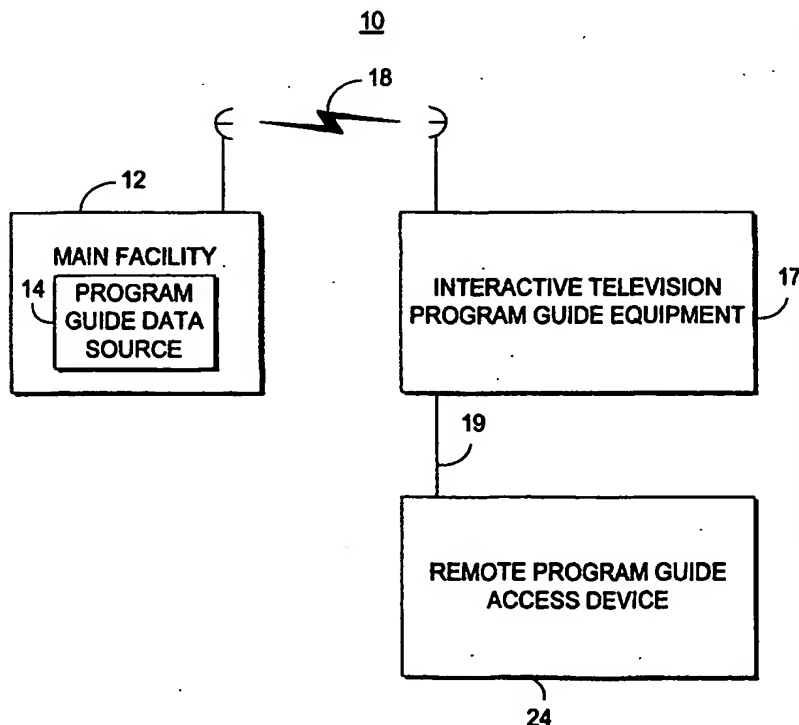 10
18
12
MAIN FACILITY
14
PROGRAM
GUIDE DATA
SOURCE
INTERACTIVE TELEVISION
PROGRAM GUIDE EQUIPMENT
17
19
REMOTE PROGRAM GUIDE
ACCESS DEVICE
24